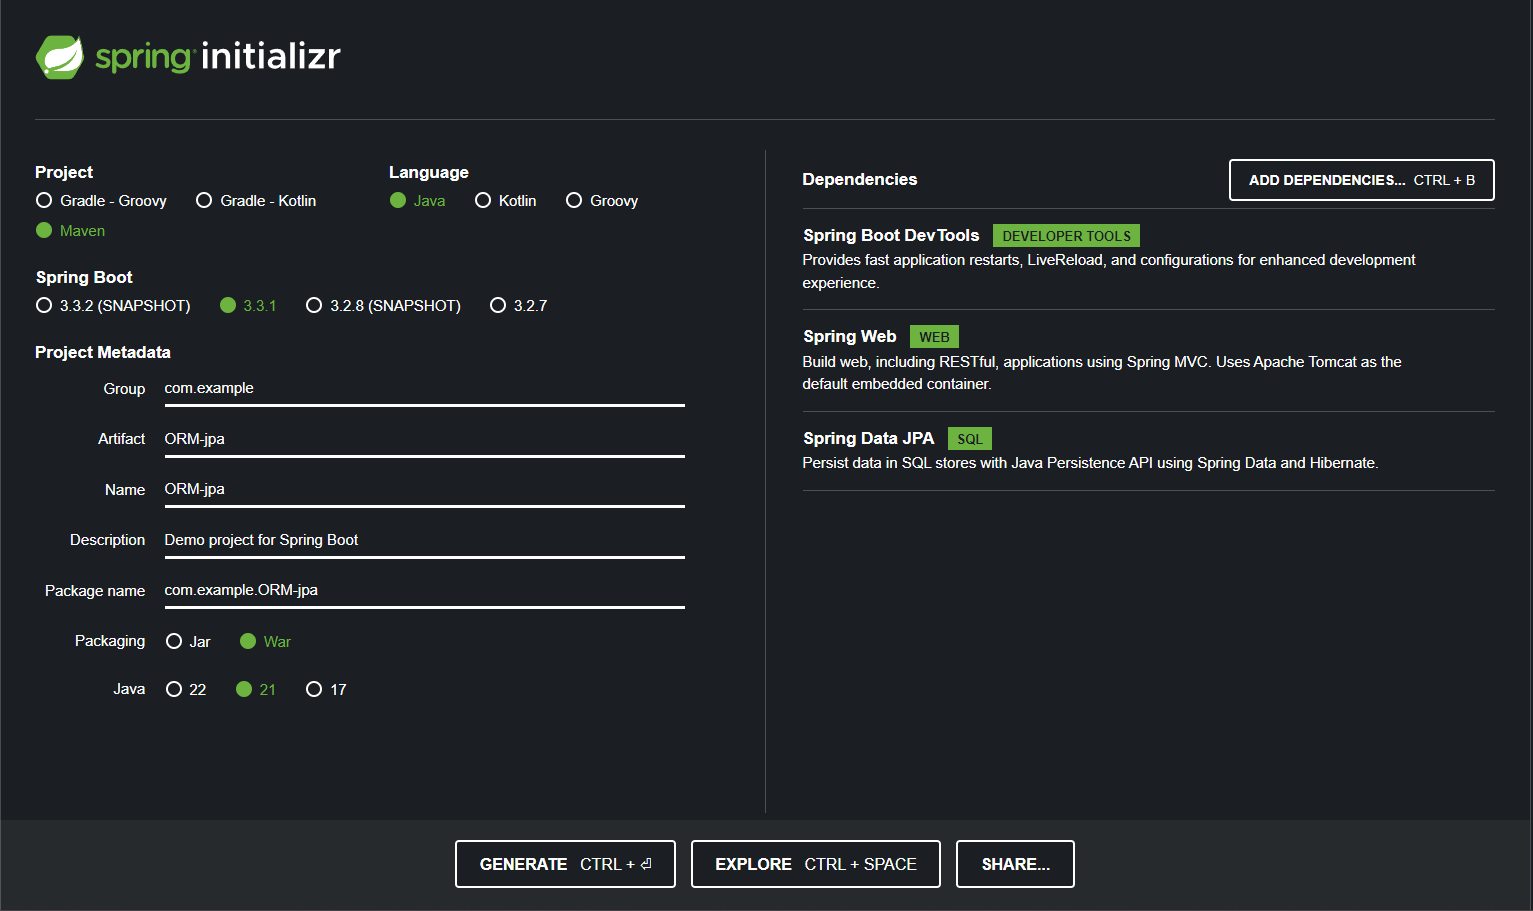 spring initializr
Project
Gradle - Groovy Gradle - Kotlin
Maven
Language
Java Kotlin Groovy
Spring Boot
3.3.2 (SNAPSHOT) 3.3.1 3.2.8 (SNAPSHOT) 3.2.7
Project Metadata
Group com.example
Artifact ORM-jpa
Name ORM-jpa
Description Demo project for Spring Boot
Package name com.example.ORM-jpa
Packaging Jar War
Java 22 21 17
Dependencies
ADD DEPENDENCIES... CTRL + B
Spring Boot DevTools DEVELOPER TOOLS
Provides fast application restarts, LiveReload, and configurations for enhanced development
experience.
Spring Web WEB
Build web, including RESTful, applications using Spring MVC. Uses Apache Tomcat as the
default embedded container.
Spring Data JPA SQL
Persist data in SQL stores with Java Persistence API using Spring Data and Hibernate.
GENERATE CTRL + ⏎
EXPLORE CTRL + SPACE
SHARE...